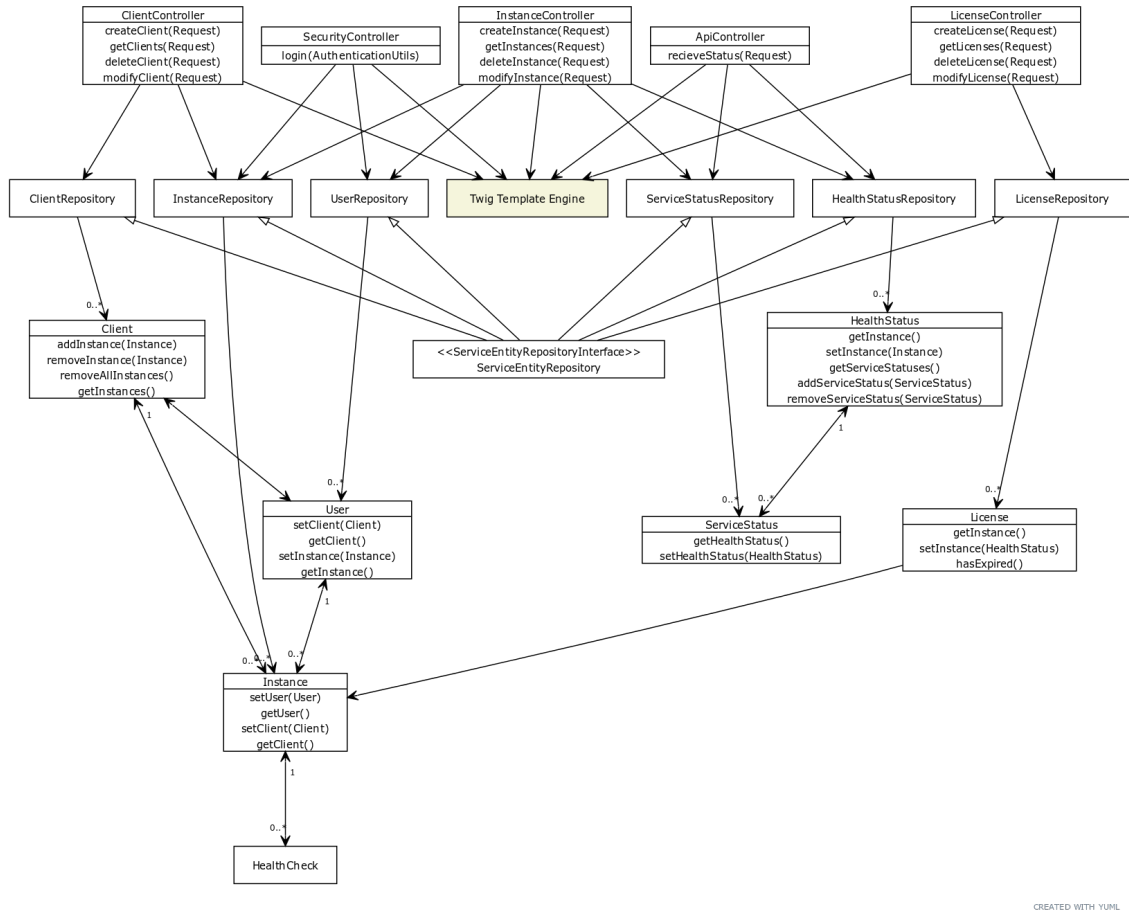 ClientController
createClient(Request)
getClients(Request)
deleteClient(Request)
modifyClient(Request)
SecurityController
login(AuthenticationUtils)
InstanceController
createInstance(Request)
getInstances(Request)
deleteInstance(Request)
modifyInstance(Request)
ApiController
recieveStatus(Request)
LicenseController
createLicense(Request)
getLicenses(Request)
deleteLicense(Request)
modifyLicense(Request)
ClientRepository
InstanceRepository
UserRepository
Twig Template Engine
ServiceStatusRepository
HealthStatusRepository
LicenseRepository
0..*
0..*
Client
addInstance(Instance)
removeInstance(Instance)
removeAllInstances()
getInstances()
<<ServiceEntityRepositoryInterface>>
ServiceEntityRepository
HealthStatus
getInstance()
setInstance(Instance)
getServiceStatuses()
addServiceStatus(ServiceStatus)
removeServiceStatus(ServiceStatus)
1
1
0..*
0..*
0..*
0..*
User
setClient(Client)
getClient()
setInstance(Instance)
getInstance()
ServiceStatus
getHealthStatus()
setHealthStatus(HealthStatus)
License
getInstance()
setInstance(HealthStatus)
hasExpired()
1
0..*
0..*
0..*
Instance
setUser(User)
getUser()
setClient(Client)
getClient()
1
0..*
HealthCheck
CREATED WITH YUML